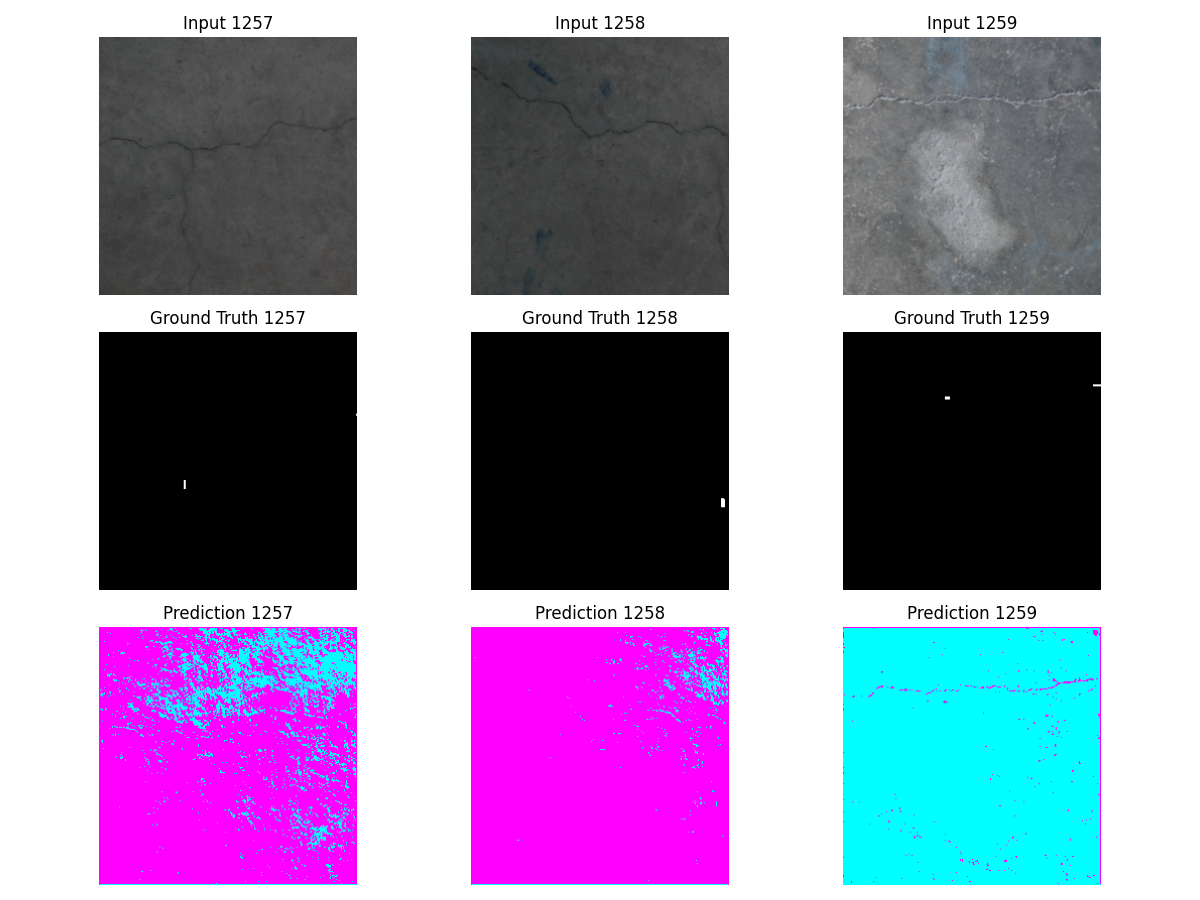 Input 1257
Input 1258
Input 1259
Ground Truth 1257
Ground Truth 1258
Ground Truth 1259
Prediction 1257
Prediction 1258
Prediction 1259